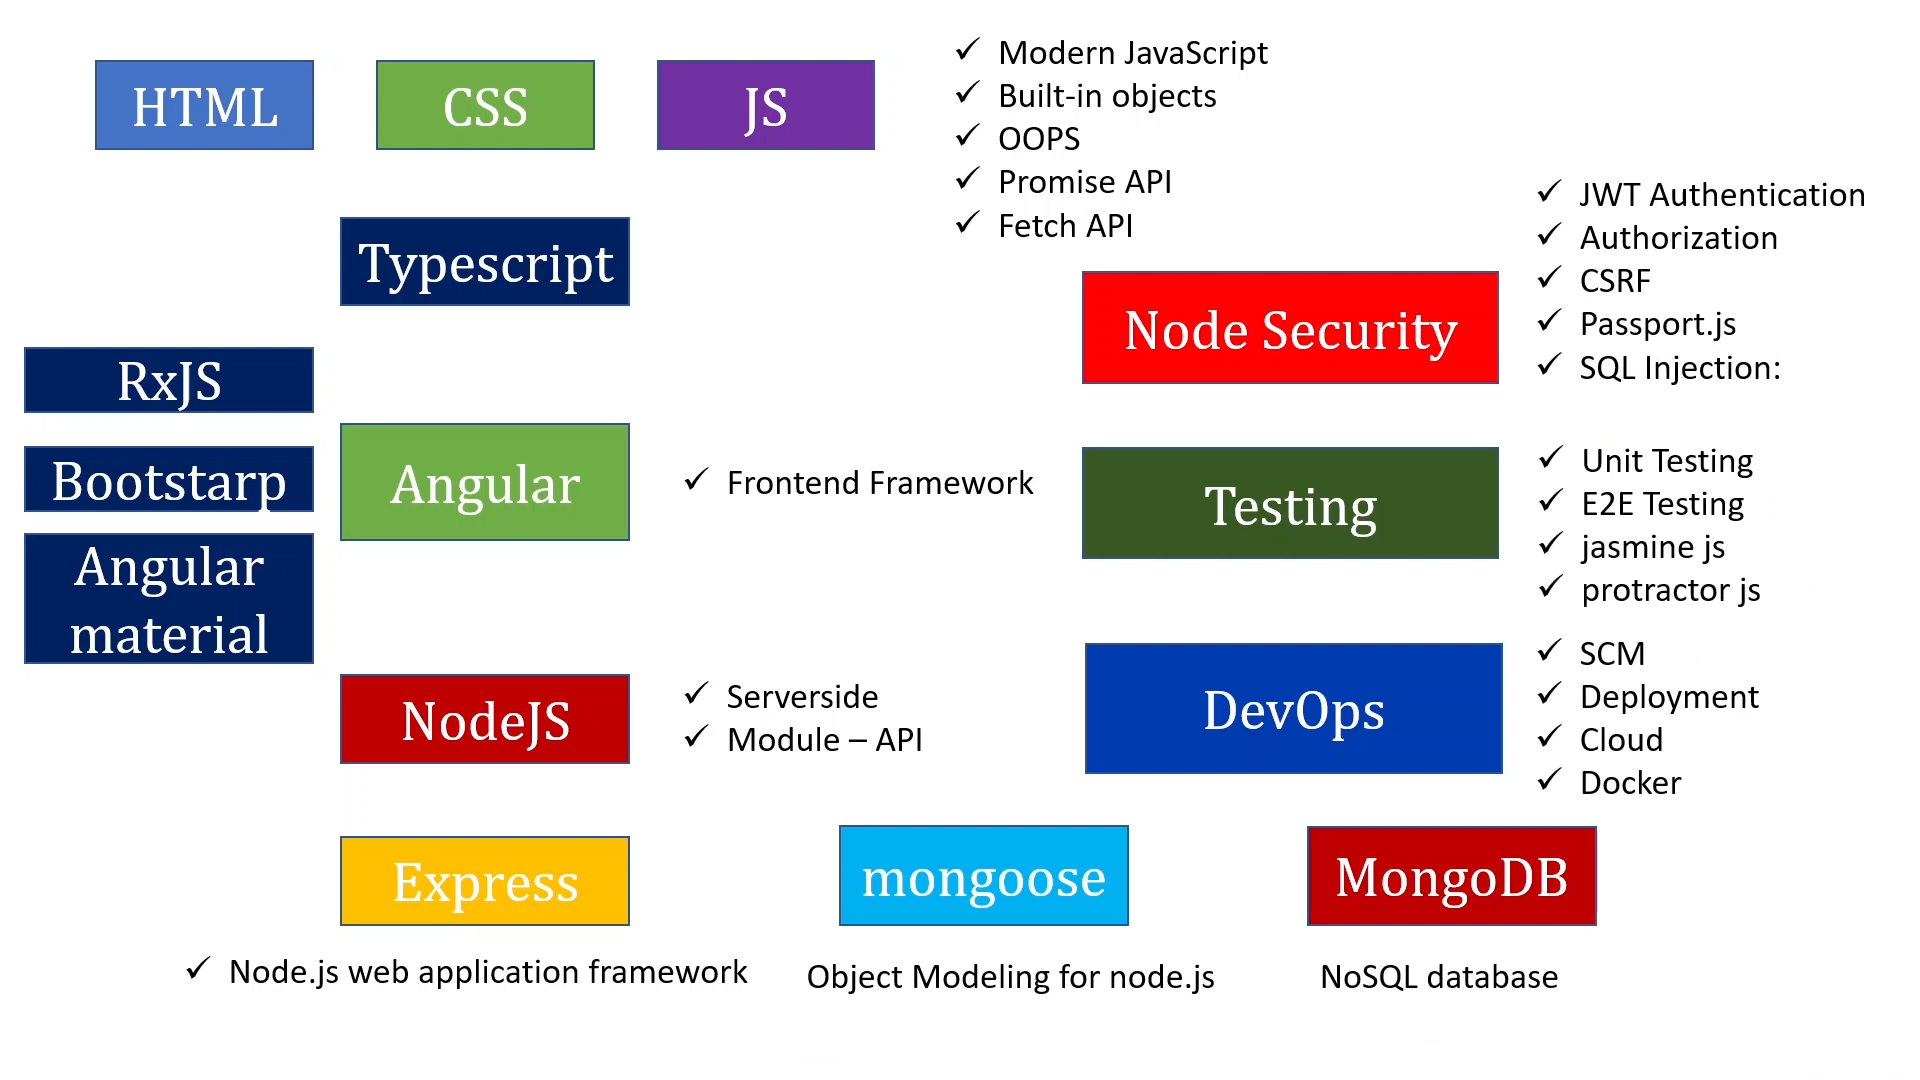 HTML
CSS
JS
Modern JavaScript
Built-in objects
OOPS
Promise API
Fetch API
Typescript
Node Security
JWT Authentication
Authorization
CSRF
Passport.js
SQL Injection:
RxJS
Bootstarp
Angular
material
Angular
Frontend Framework
Testing
Unit Testing
E2E Testing
jasmine js
protractor js
NodeJS
Serverside
Module – API
DevOps
SCM
Deployment
Cloud
Docker
Express
Node.js web application framework
mongoose
Object Modeling for node.js
MongoDB
NoSQL database